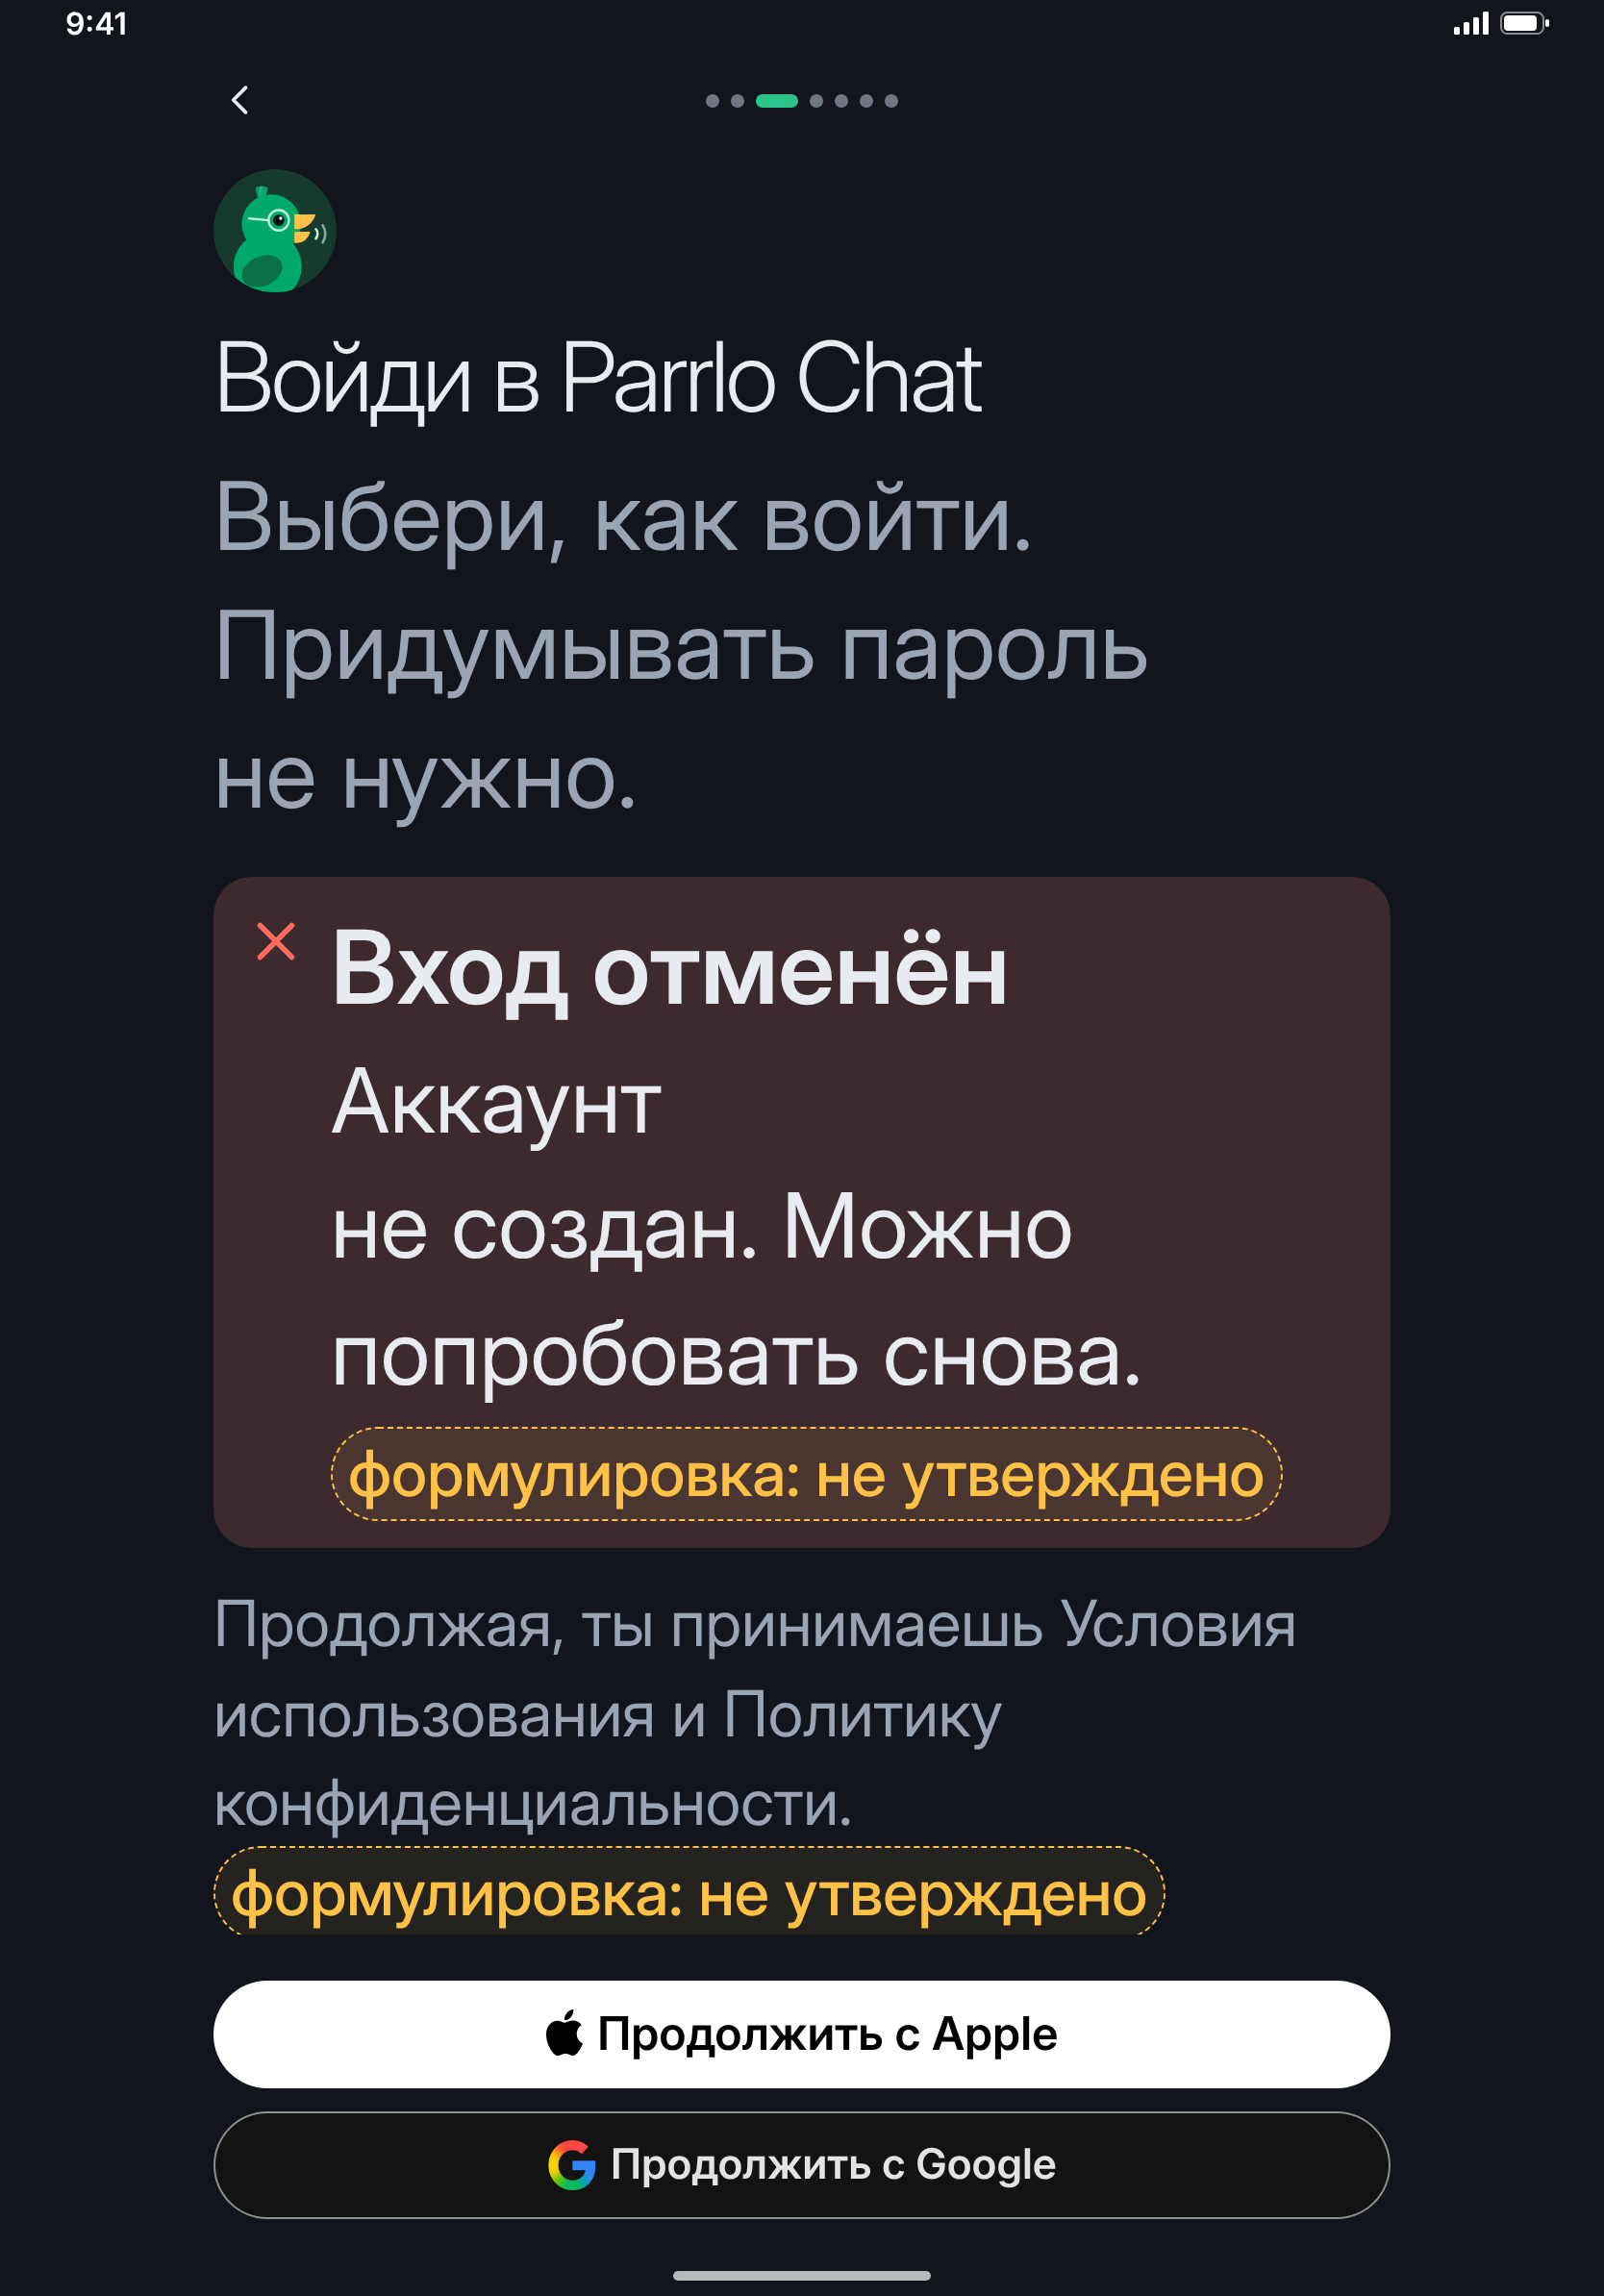 9:41
Войди в Parrlo Chat
Выбери, как войти.
Придумывать пароль
не нужно.
Вход отменён
Аккаунт
не создан. Можно
попробовать снова.
формулировка: не утверждено
Продолжая, ты принимаешь Условия
использования и Политику
конфиденциальности.
формулировка: не утверждено
Продолжить с Apple
Продолжить с Google